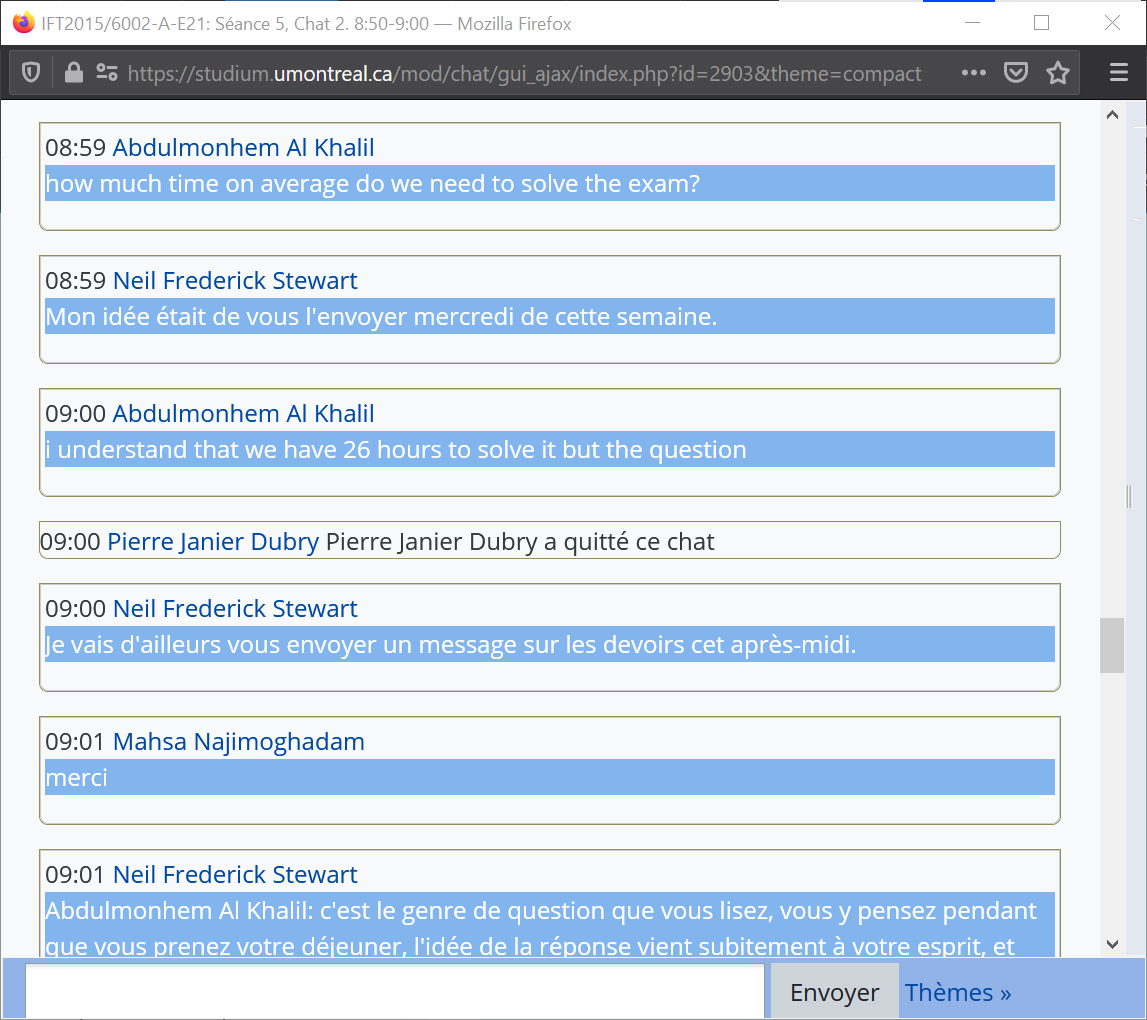 IFT2015/6002-A-E21: Séance 5, Chat 2. 8:50-9:00 — Mozilla Firefox
https://studium.umontreal.ca/mod/chat/gui_ajax/index.php?id=2903&theme=compact
08:59 Abdulmonhem Al Khalil
how much time on average do we need to solve the exam?
08:59 Neil Frederick Stewart
Mon idée était de vous l'envoyer mercredi de cette semaine.
09:00 Abdulmonhem Al Khalil
i understand that we have 26 hours to solve it but the question
09:00 Pierre Janier Dubry Pierre Janier Dubry a quitté ce chat
09:00 Neil Frederick Stewart
Je vais d'ailleurs vous envoyer un message sur les devoirs cet après-midi.
09:01 Mahsa Najimoghadam
merci
09:01 Neil Frederick Stewart
Abdulmonhem Al Khalil: c'est le genre de question que vous lisez, vous y pensez pendant
que vous prenez votre déjeuner, l'idée de la réponse vient subitement à votre esprit, et
Envoyer Thèmes »